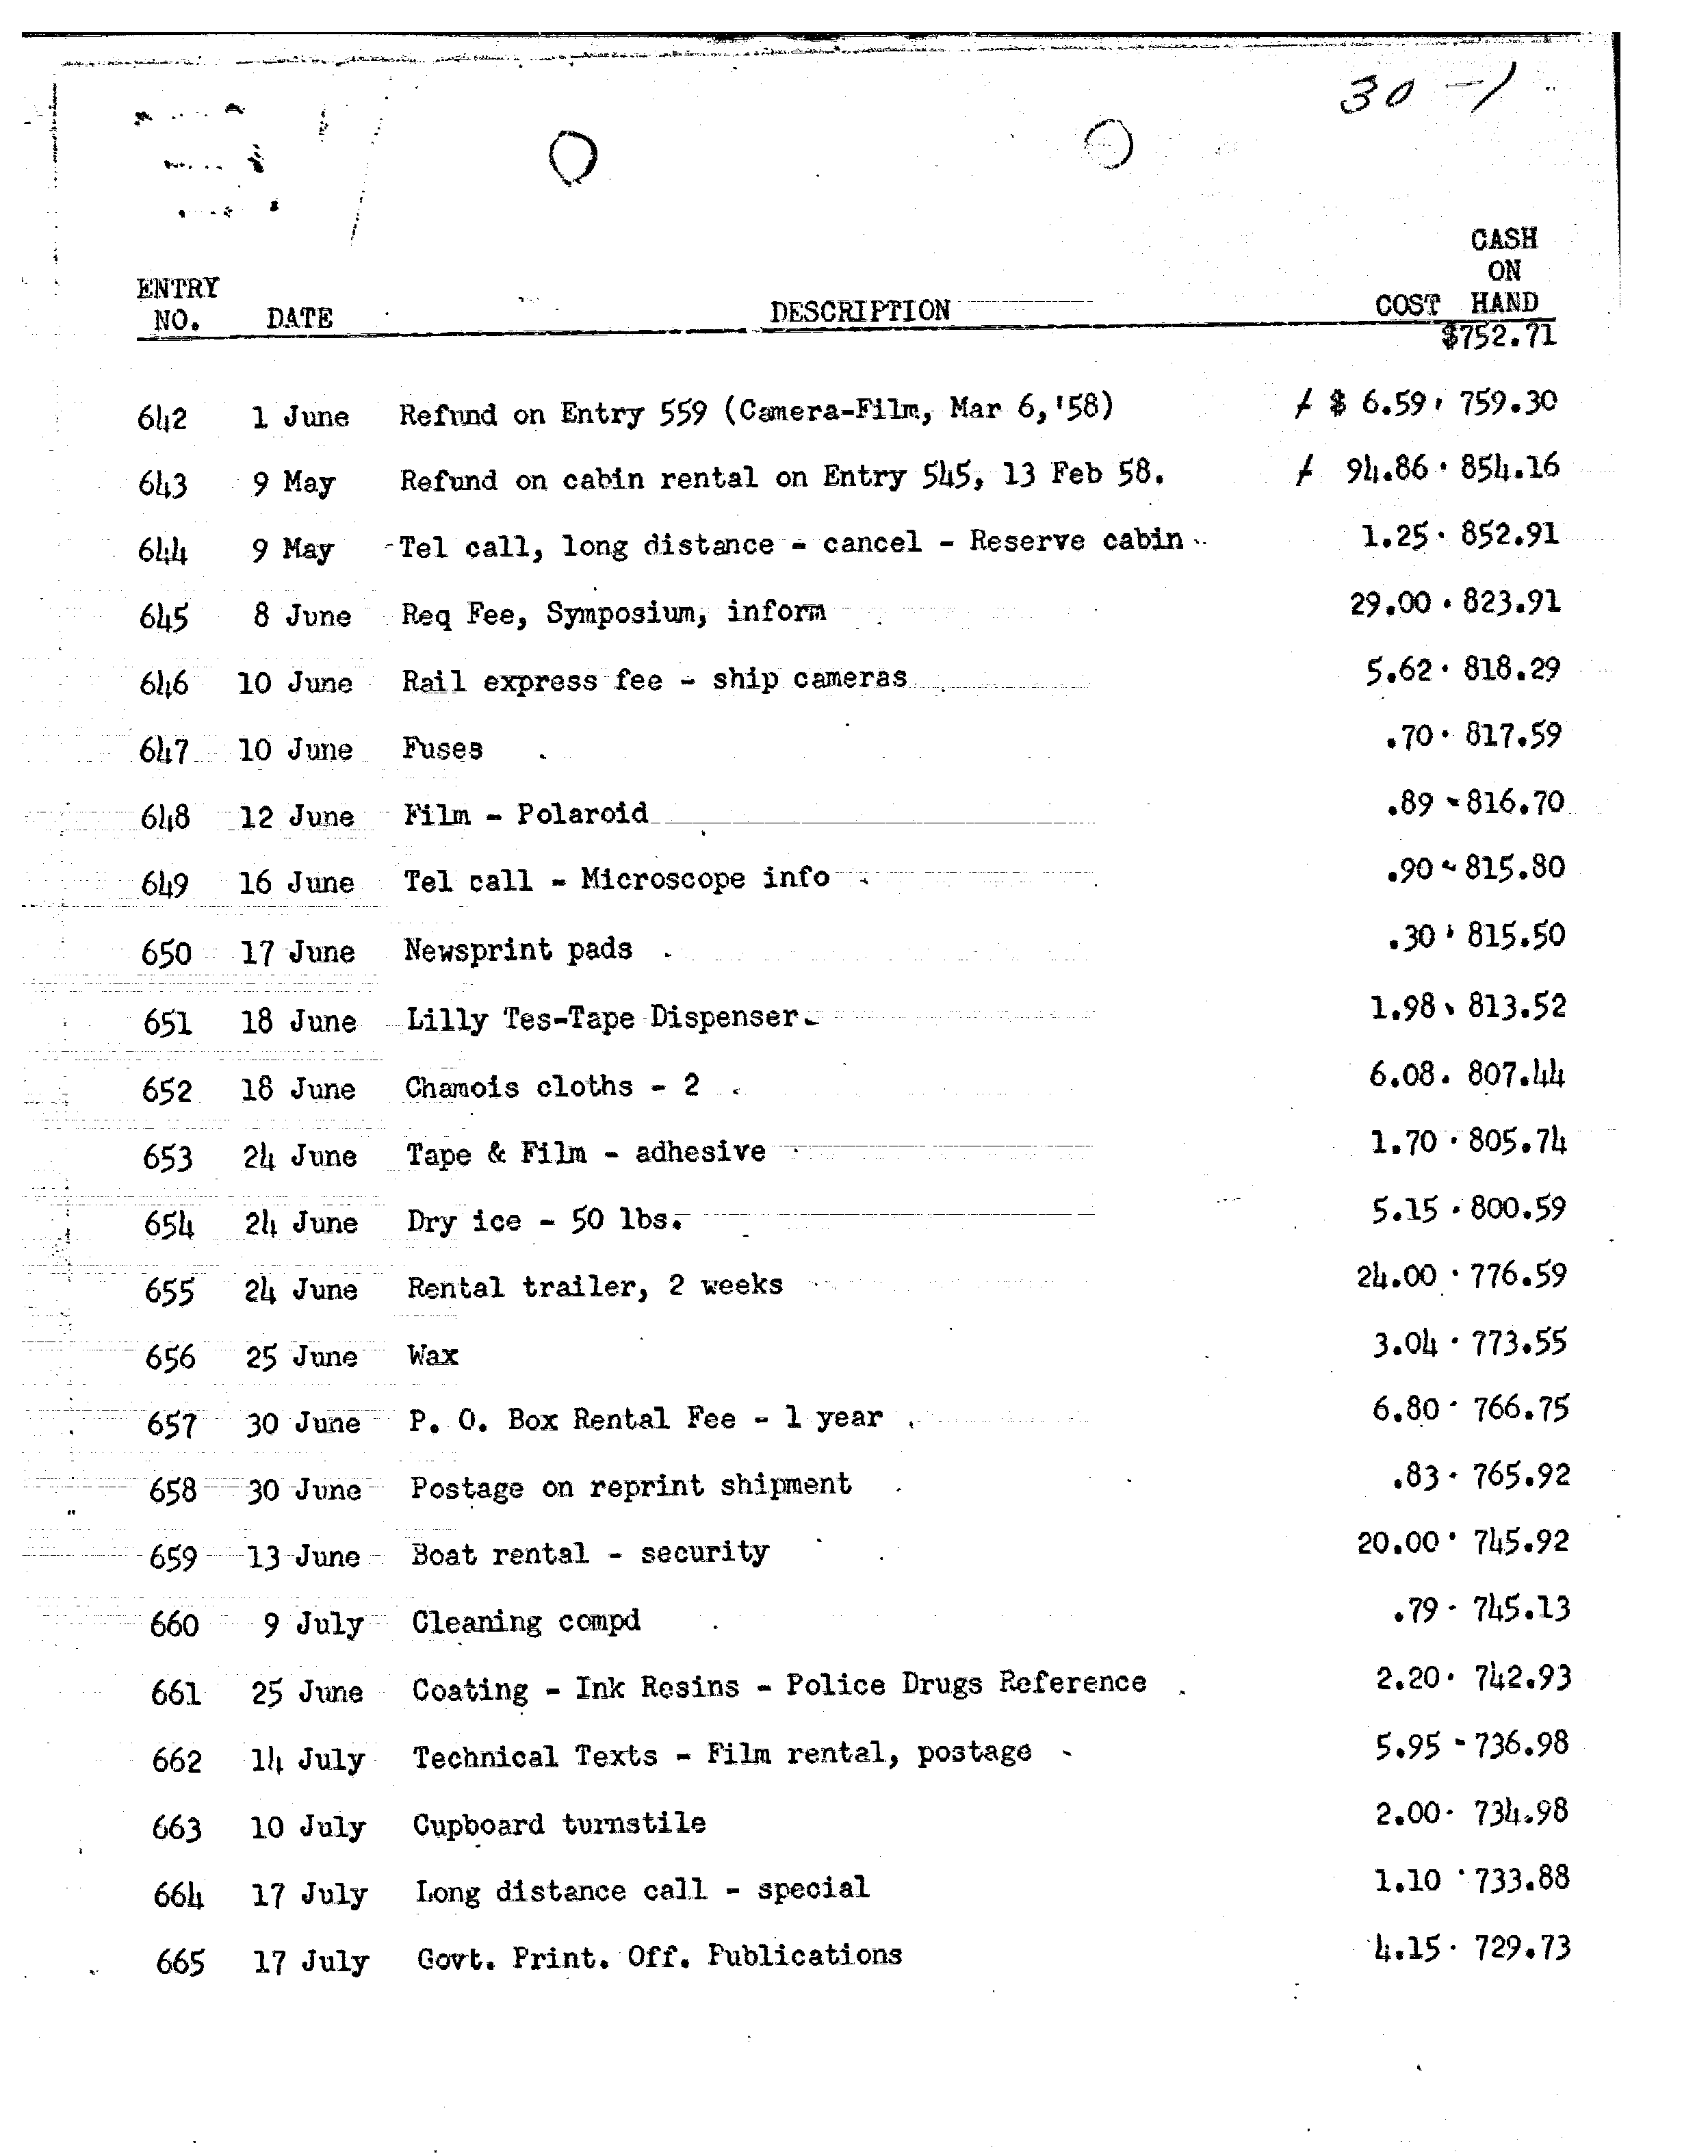 30 - 1
CASH
ON
ENTRY NO. DATE DESCRIPTION COST HAND
$752.71
642 1 June Refund on Entry 559 (Camera-Film, Mar 6,'58) / $ 6.59 759.30
643 9 May Refund on cabin rental on Entry 545, 13 Feb 58. / 94.86 854.16
644 9 May Tel call, long distance - cancel - Reserve cabin 1.25 852.91
645 8 June Req Fee, Symposium, inform 29.00 823.91
646 10 June Rail express fee - ship cameras 5.62 818.29
647 10 June Fuses .70 817.59
648 12 June Film - Polaroid .89 816.70
649 16 June Tel call - Microscope info .90 815.80
650 17 June Newsprint pads .30 815.50
651 18 June Lilly Tes-Tape Dispenser 1.98 813.52
652 18 June Chamois cloths - 2 6.08 807.44
653 24 June Tape & Film - adhesive 1.70 805.74
654 24 June Dry ice - 50 lbs. 5.15 800.59
655 24 June Rental trailer, 2 weeks 24.00 776.59
656 25 June Wax 3.04 773.55
657 30 June P. O. Box Rental Fee - 1 year 6.80 766.75
658 30 June Postage on reprint shipment .83 765.92
659 13 June Boat rental - security 20.00 745.92
660 9 July Cleaning compd .79 745.13
661 25 June Coating - Ink Resins - Police Drugs Reference 2.20 742.93
662 14 July Technical Texts - Film rental, postage 5.95 736.98
663 10 July Cupboard turnstile 2.00 734.98
664 17 July Long distance call - special 1.10 733.88
665 17 July Govt. Print. Off. Publications 4.15 729.73